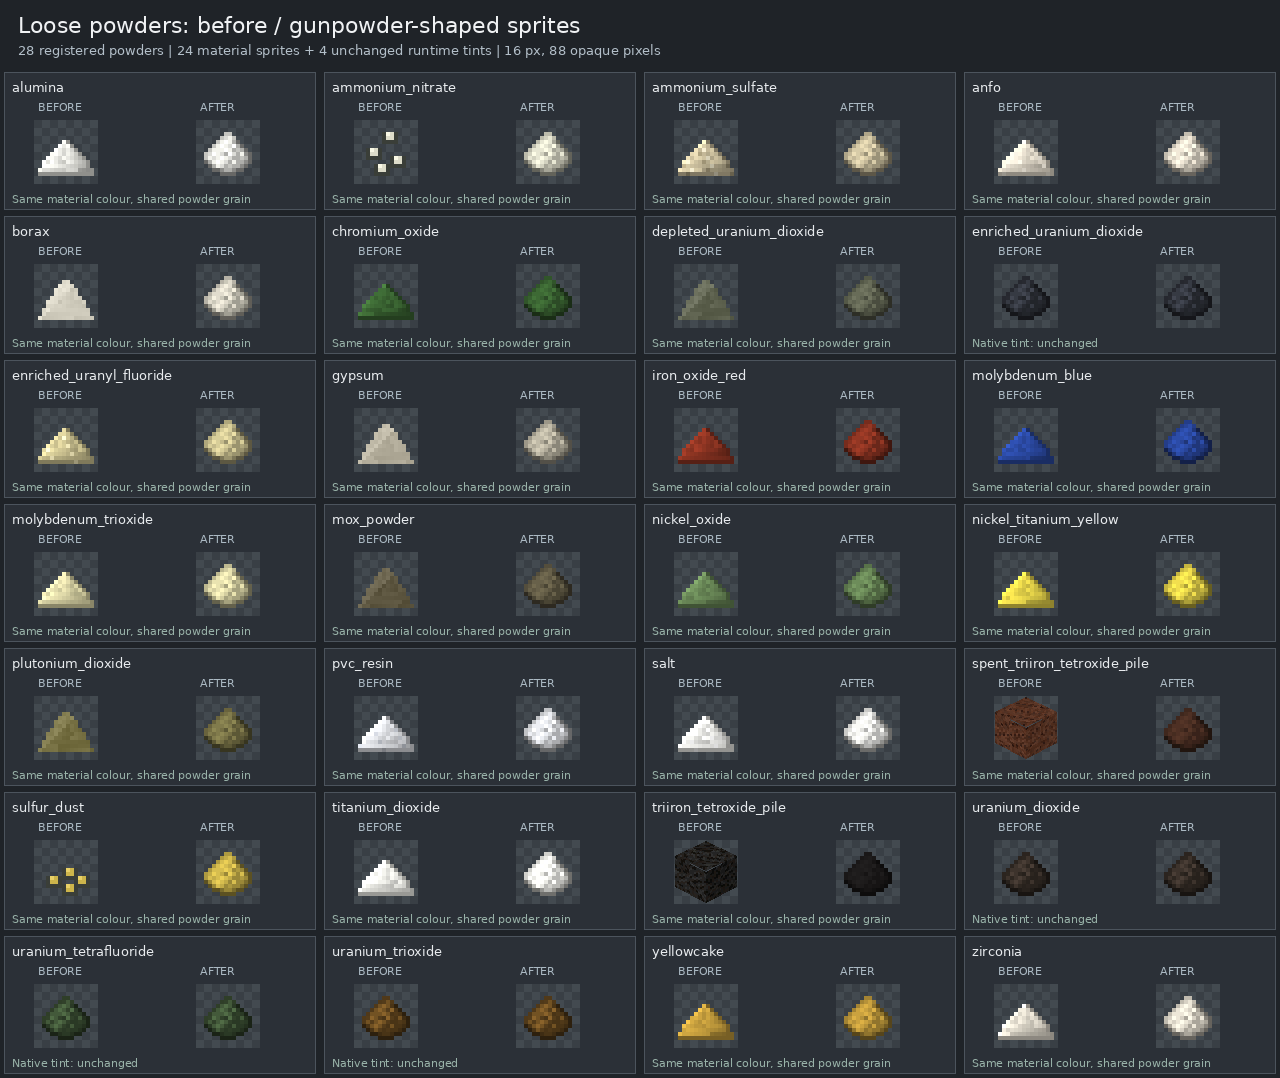 Loose powders: before / gunpowder-shaped sprites
28 registered powders | 24 material sprites + 4 unchanged runtime tints | 16 px, 88 opaque pixels
alumina
BEFORE AFTER
Same material colour, shared powder grain
ammonium_nitrate
BEFORE AFTER
Same material colour, shared powder grain
ammonium_sulfate
BEFORE AFTER
Same material colour, shared powder grain
anfo
BEFORE AFTER
Same material colour, shared powder grain
borax
BEFORE AFTER
Same material colour, shared powder grain
chromium_oxide
BEFORE AFTER
Same material colour, shared powder grain
depleted_uranium_dioxide
BEFORE AFTER
Same material colour, shared powder grain
enriched_uranium_dioxide
BEFORE AFTER
Native tint: unchanged
enriched_uranyl_fluoride
BEFORE AFTER
Same material colour, shared powder grain
gypsum
BEFORE AFTER
Same material colour, shared powder grain
iron_oxide_red
BEFORE AFTER
Same material colour, shared powder grain
molybdenum_blue
BEFORE AFTER
Same material colour, shared powder grain
molybdenum_trioxide
BEFORE AFTER
Same material colour, shared powder grain
mox_powder
BEFORE AFTER
Same material colour, shared powder grain
nickel_oxide
BEFORE AFTER
Same material colour, shared powder grain
nickel_titanium_yellow
BEFORE AFTER
Same material colour, shared powder grain
plutonium_dioxide
BEFORE AFTER
Same material colour, shared powder grain
pvc_resin
BEFORE AFTER
Same material colour, shared powder grain
salt
BEFORE AFTER
Same material colour, shared powder grain
spent_triiron_tetroxide_pile
BEFORE AFTER
Same material colour, shared powder grain
sulfur_dust
BEFORE AFTER
Same material colour, shared powder grain
titanium_dioxide
BEFORE AFTER
Same material colour, shared powder grain
triiron_tetroxide_pile
BEFORE AFTER
Same material colour, shared powder grain
uranium_dioxide
BEFORE AFTER
Native tint: unchanged
uranium_tetrafluoride
BEFORE AFTER
Native tint: unchanged
uranium_trioxide
BEFORE AFTER
Native tint: unchanged
yellowcake
BEFORE AFTER
Same material colour, shared powder grain
zirconia
BEFORE AFTER
Same material colour, shared powder grain